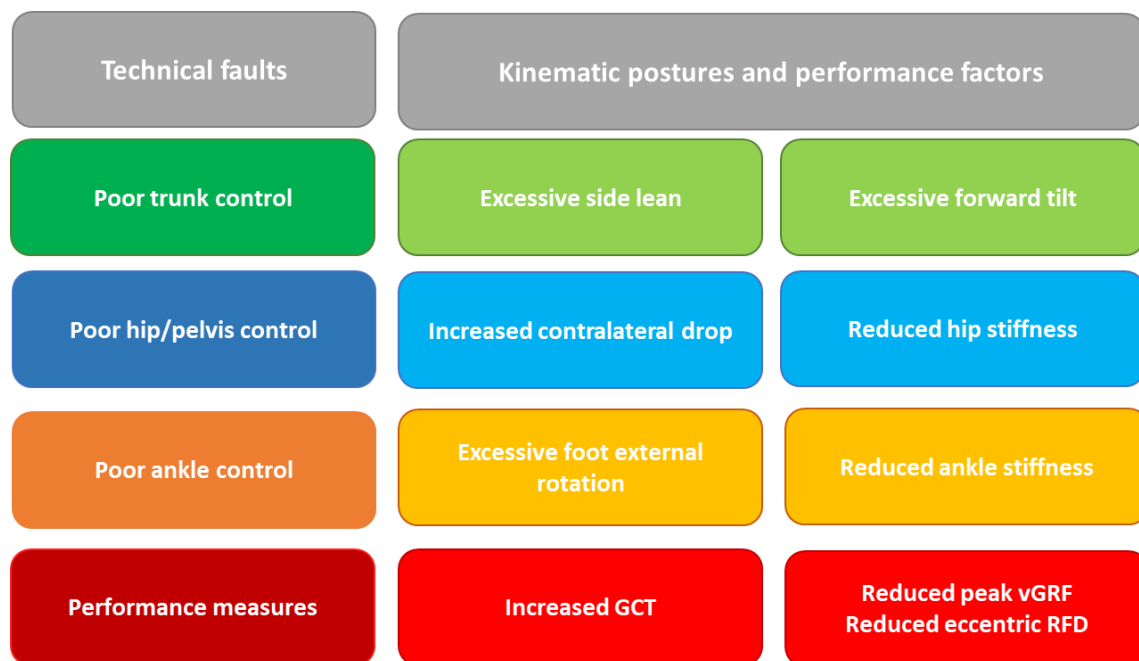 Technical faults
Kinematic postures and performance factors
Poor trunk control
Excessive side lean
Excessive forward tilt
Poor hip/pelvis control
Increased contralateral drop
Reduced hip stiffness
Poor ankle control
Excessive foot external
rotation
Reduced ankle stiffness
Performance measures
Increased GCT
Reduced peak vGRF
Reduced eccentric RFD